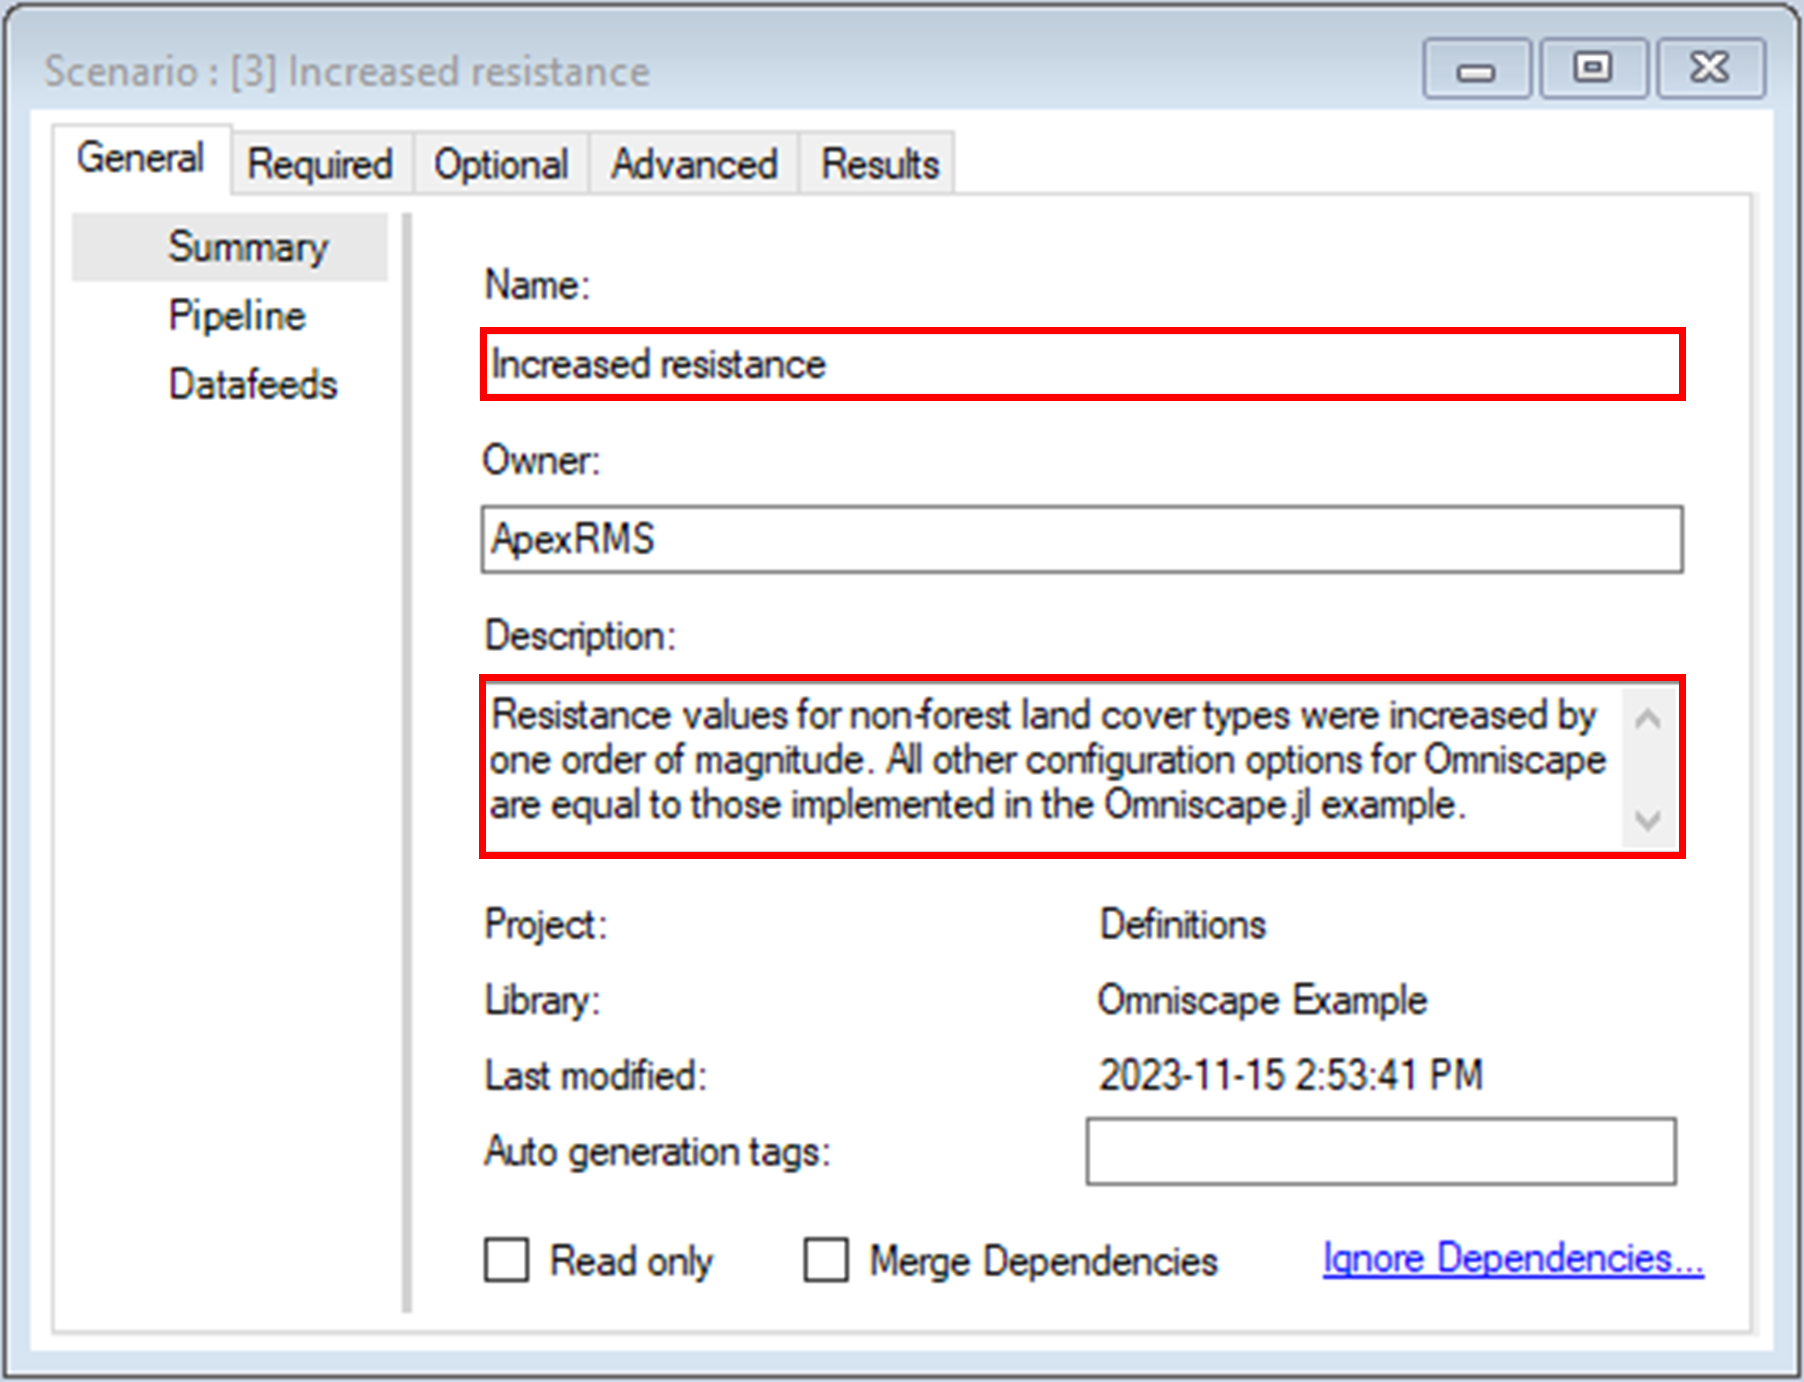 Scenario : [3] Increased resistance
General
Required
Optional
Advanced
Results
Summary
Pipeline
Datafeeds
Name:
Increased resistance
Owner:
ApexRMS
Description:
Resistance values for non-forest land cover types were increased by
one order of magnitude. All other configuration options for Omniscape
are equal to those implemented in the Omniscape.jl example.
Project: Definitions
Library: Omniscape Example
Last modified: 2023-11-15 2:53:41 PM
Auto generation tags:
Read only
Merge Dependencies
Ignore Dependencies...